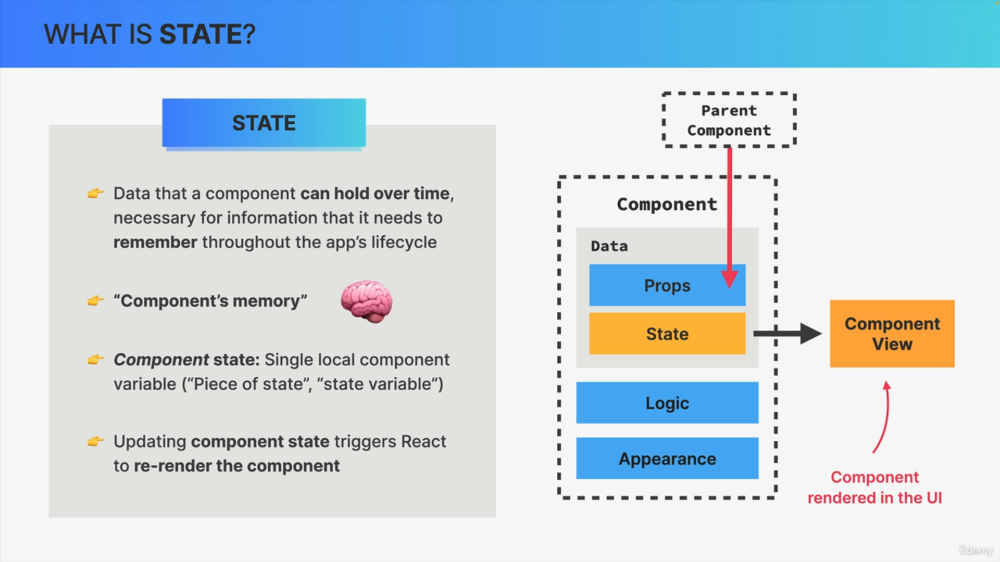 WHAT IS STATE?
STATE
👉 Data that a component can hold over time,
necessary for information that it needs to
remember throughout the app’s lifecycle
👉 “Component’s memory”
👉 Component state: Single local component
variable (“Piece of state”, “state variable”)
👉 Updating component state triggers React
to re-render the component
Parent
Component
Component
Data
Props
State
Logic
Appearance
Component
View
Component
rendered in the UI
ûdemy